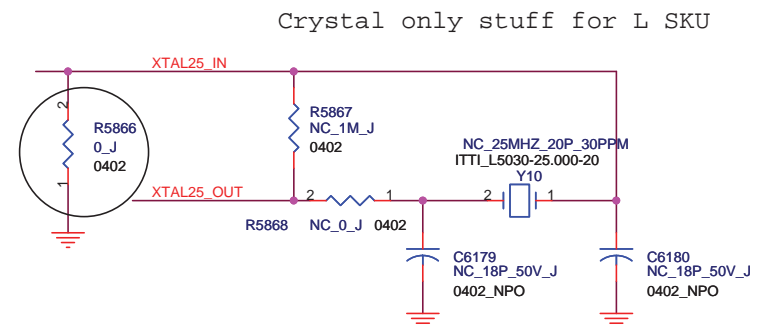 Crystal only stuff for L SKU
XTAL25_IN
2
R5866
0_J
0402
1
R5867
NC_1M_J
0402
NC_25MHZ_20P_30PPM
ITTI_L5030-25.000-20
Y10
2
1
XTAL25_OUT
2
1
R5868
NC_0_J
0402
C6179
NC_18P_50V_J
0402_NPO
C6180
NC_18P_50V_J
0402_NPO